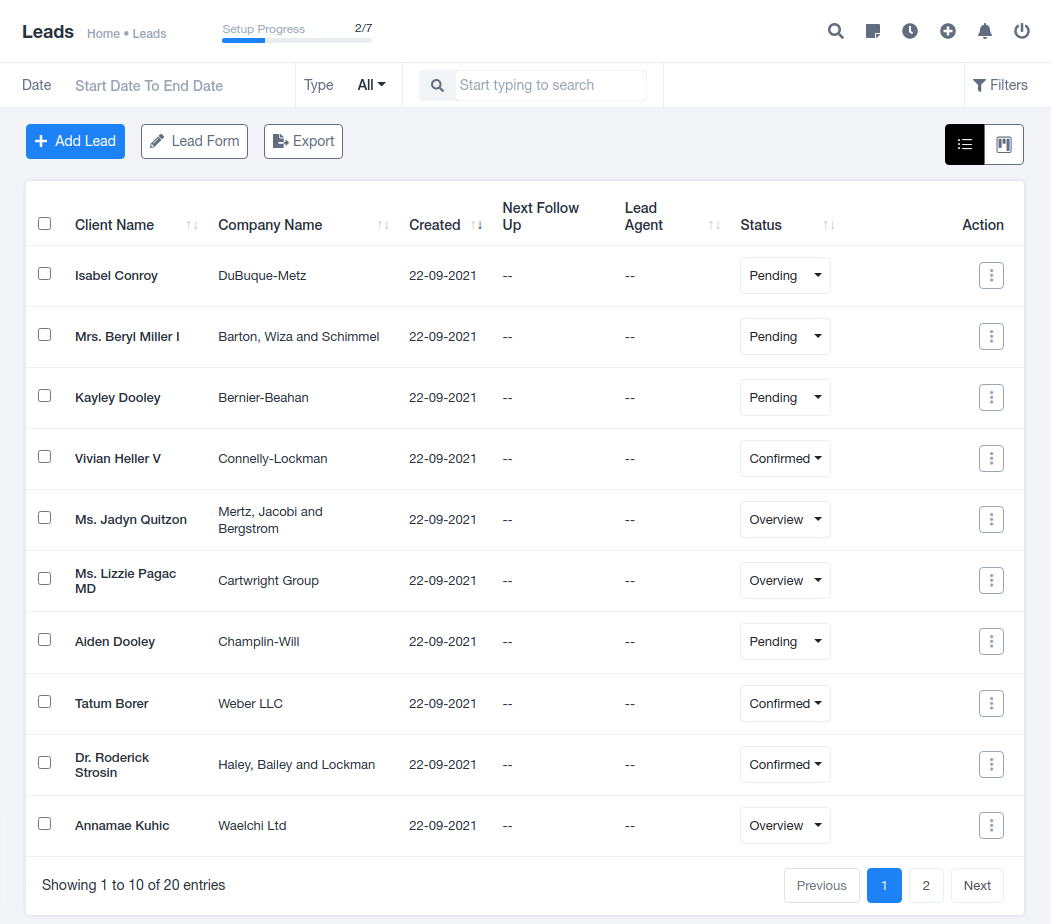 Leads Home • Leads Setup Progress 2/7
Date Start Date To End Date Type All Start typing to search Filters
Add Lead Lead Form Export
Client Name Company Name Created Next Follow Up Lead Agent Status Action
Isabel Conroy DuBuque-Metz 22-09-2021 -- -- Pending
Mrs. Beryl Miller I Barton, Wiza and Schimmel 22-09-2021 -- -- Pending
Kayley Dooley Bernier-Beahan 22-09-2021 -- -- Pending
Vivian Heller V Connelly-Lockman 22-09-2021 -- -- Confirmed
Ms. Jadyn Quitzon Mertz, Jacobi and Bergstrom 22-09-2021 -- -- Overview
Ms. Lizzie Pagac MD Cartwright Group 22-09-2021 -- -- Overview
Aiden Dooley Champlin-Will 22-09-2021 -- -- Pending
Tatum Borer Weber LLC 22-09-2021 -- -- Confirmed
Dr. Roderick Strosin Haley, Bailey and Lockman 22-09-2021 -- -- Confirmed
Annamae Kuhic Waelchi Ltd 22-09-2021 -- -- Overview
Showing 1 to 10 of 20 entries Previous 1 2 Next